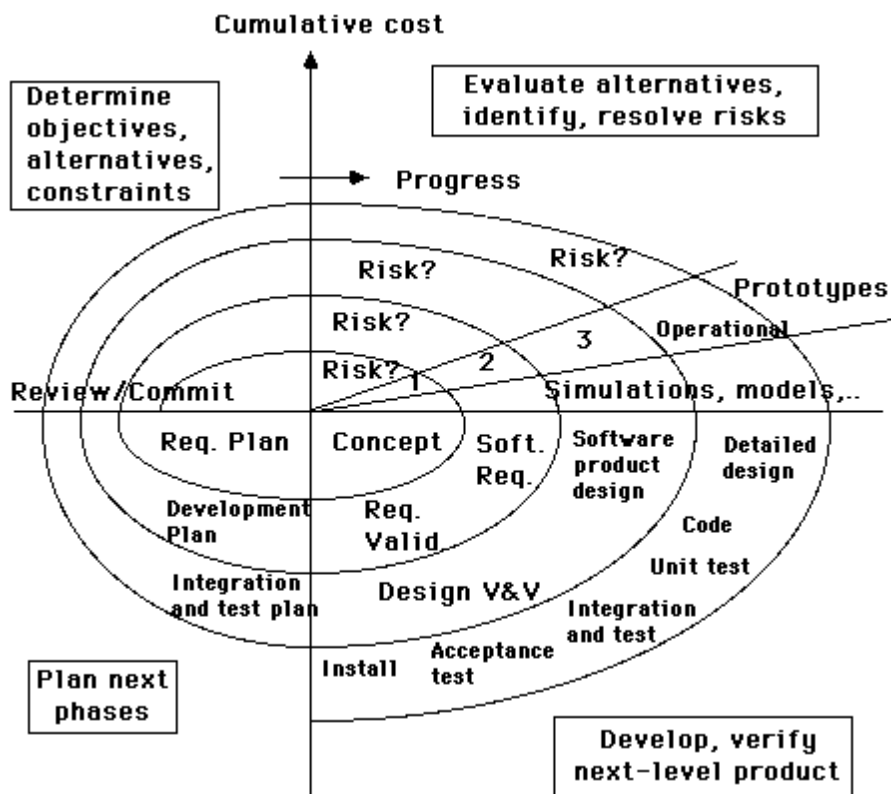 Cumulative cost
Determine
objectives,
alternatives,
constraints
Evaluate alternatives,
identify, resolve risks
Progress
Risk?
Risk?
Prototypes
Risk?
3
Operational
2
Risk?
1
Review/Commit
Simulations, models,..
Req. Plan
Concept
Soft.
Req.
Software
product
design
Detailed
design
Development
Plan
Req.
Valid
Code
Unit test
Integration
and test plan
Design V&V
Integration
and test
Install
Acceptance
test
Plan next
phases
Develop, verify
next-level product